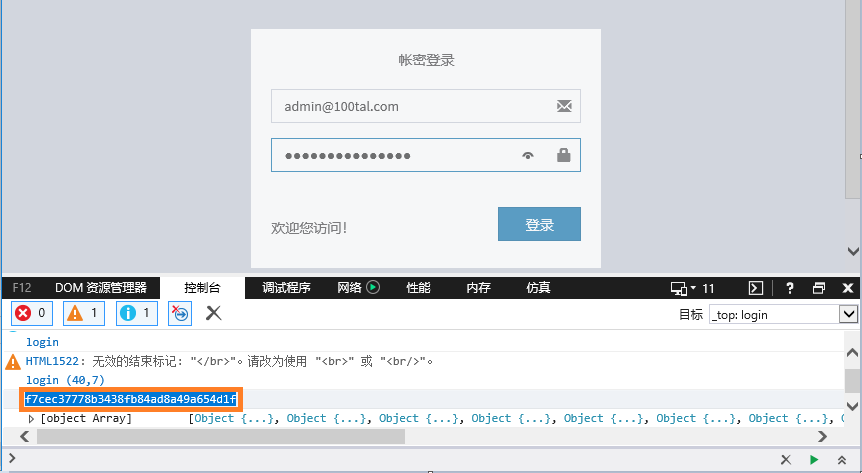 帐密登录
admin@100tal.com
●●●●●●●●●●●●●●●
欢迎您访问!
登录
F12 DOM 资源管理器 控制台 调试程序 网络 性能 内存 仿真 11 ?
0 1 1 目标 _top: login
login
HTML1522: 无效的结束标记: "</br>"。请改为使用 "<br>" 或 "<br/>"。
login (40,7)
f7cec37778b3438fb84ad8a49a654d1f
[object Array] [Object {...}, Object {...}, Object {...}, Object {...}, Object {...}, Object {...}, O